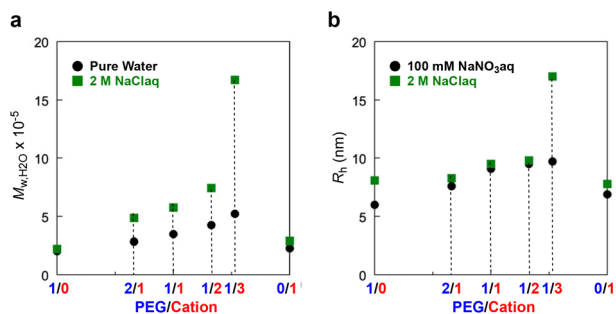 a
20
15
10
5
0
Mw,H2O x 10-5
Pure Water
2 M NaClaq
1/0
2/1
1/1
1/2
1/3
0/1
PEG/Cation
b
20
15
10
5
0
Rh (nm)
100 mM NaNO3aq
2 M NaClaq
1/0
2/1
1/1
1/2
1/3
0/1
PEG/Cation